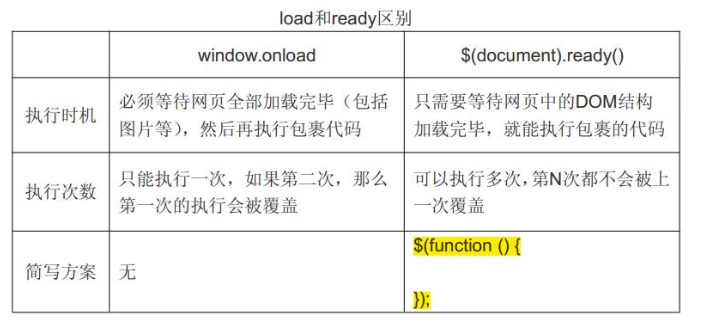 load和ready区别
window.onload
$(document).ready()
执行时机
必须等待网页全部加载完毕（包括
图片等），然后再执行包裹代码
只需要等待网页中的DOM结构
加载完毕，就能执行包裹的代码
执行次数
只能执行一次，如果第二次，那么
第一次的执行会被覆盖
可以执行多次，第N次都不会被上
一次覆盖
简写方案
无
$(function () {
});